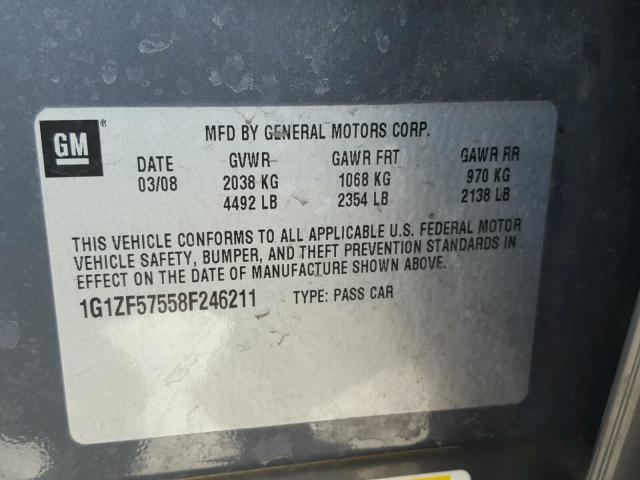 GM ®
MFD BY GENERAL MOTORS CORP.
DATE GVWR GAWR FRT GAWR RR
03/08 2038 KG 1068 KG 970 KG
4492 LB 2354 LB 2138 LB
THIS VEHICLE CONFORMS TO ALL APPLICABLE U.S. FEDERAL MOTOR
VEHICLE SAFETY, BUMPER, AND THEFT PREVENTION STANDARDS IN
EFFECT ON THE DATE OF MANUFACTURE SHOWN ABOVE.
1G1ZF57558F246211 TYPE: PASS CAR